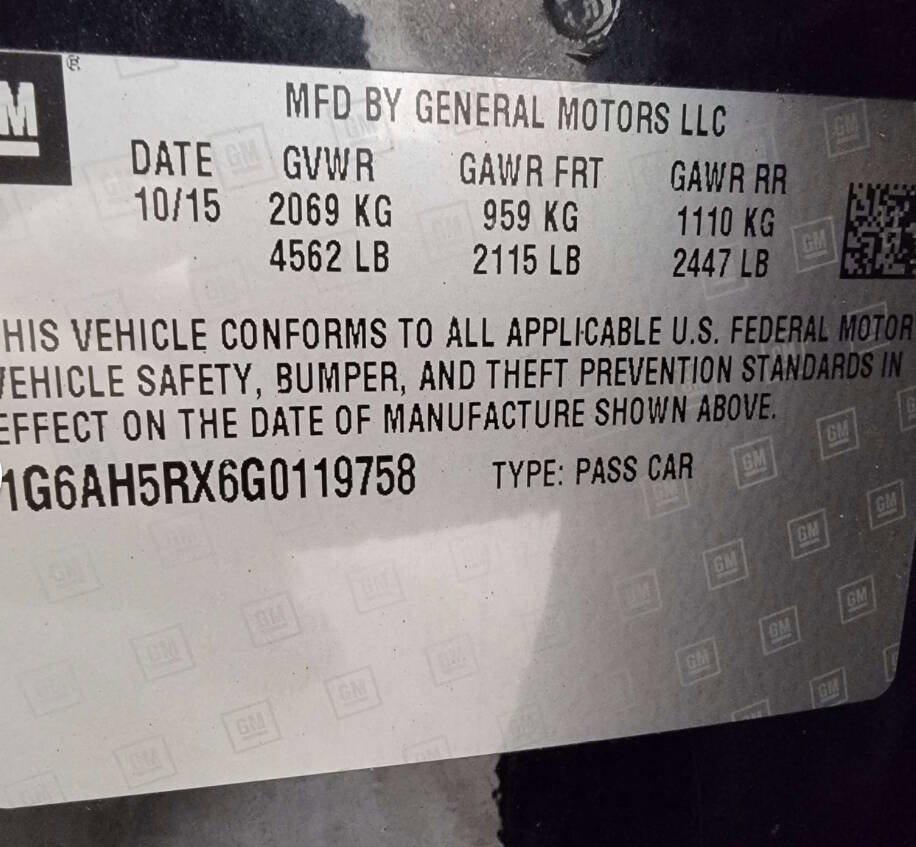 M ®
MFD BY GENERAL MOTORS LLC
DATE GVWR GAWR FRT GAWR RR
10/15 2069 KG 959 KG 1110 KG
4562 LB 2115 LB 2447 LB
HIS VEHICLE CONFORMS TO ALL APPLICABLE U.S. FEDERAL MOTOR
VEHICLE SAFETY, BUMPER, AND THEFT PREVENTION STANDARDS IN
EFFECT ON THE DATE OF MANUFACTURE SHOWN ABOVE.
1G6AH5RX6G0119758 TYPE: PASS CAR